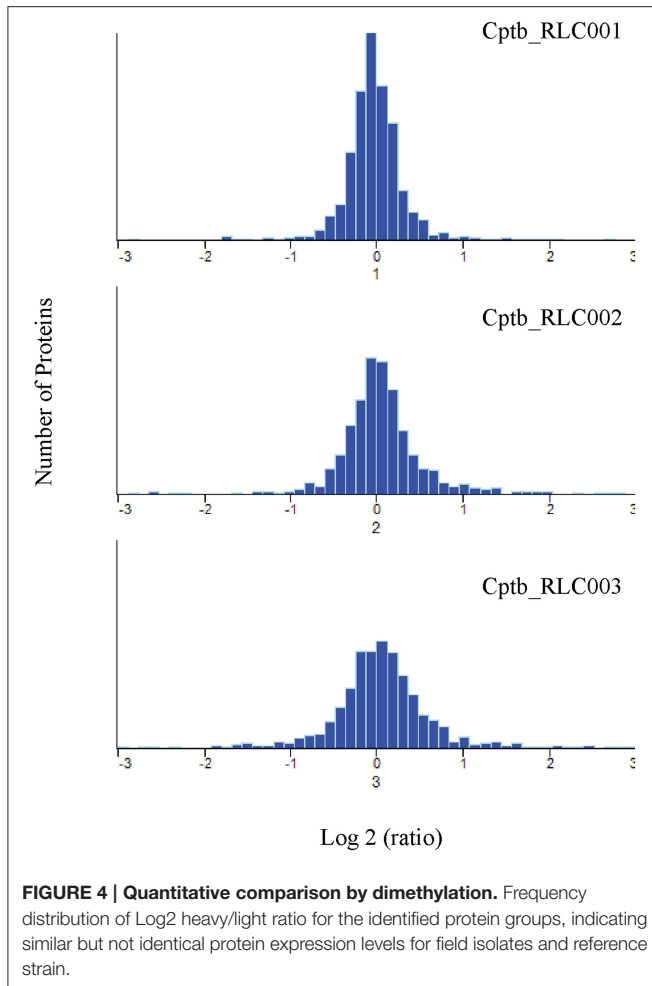 Cptb_RLC001
-3 -2 -1 0 1 2 3
1
Cptb_RLC002
Number of Proteins
-3 -2 -1 0 1 2 3
2
Cptb_RLC003
-3 -2 -1 0 1 2 3
3
Log 2 (ratio)
FIGURE 4 | Quantitative comparison by dimethylation. Frequency
distribution of Log2 heavy/light ratio for the identified protein groups, indicating
similar but not identical protein expression levels for field isolates and reference
strain.